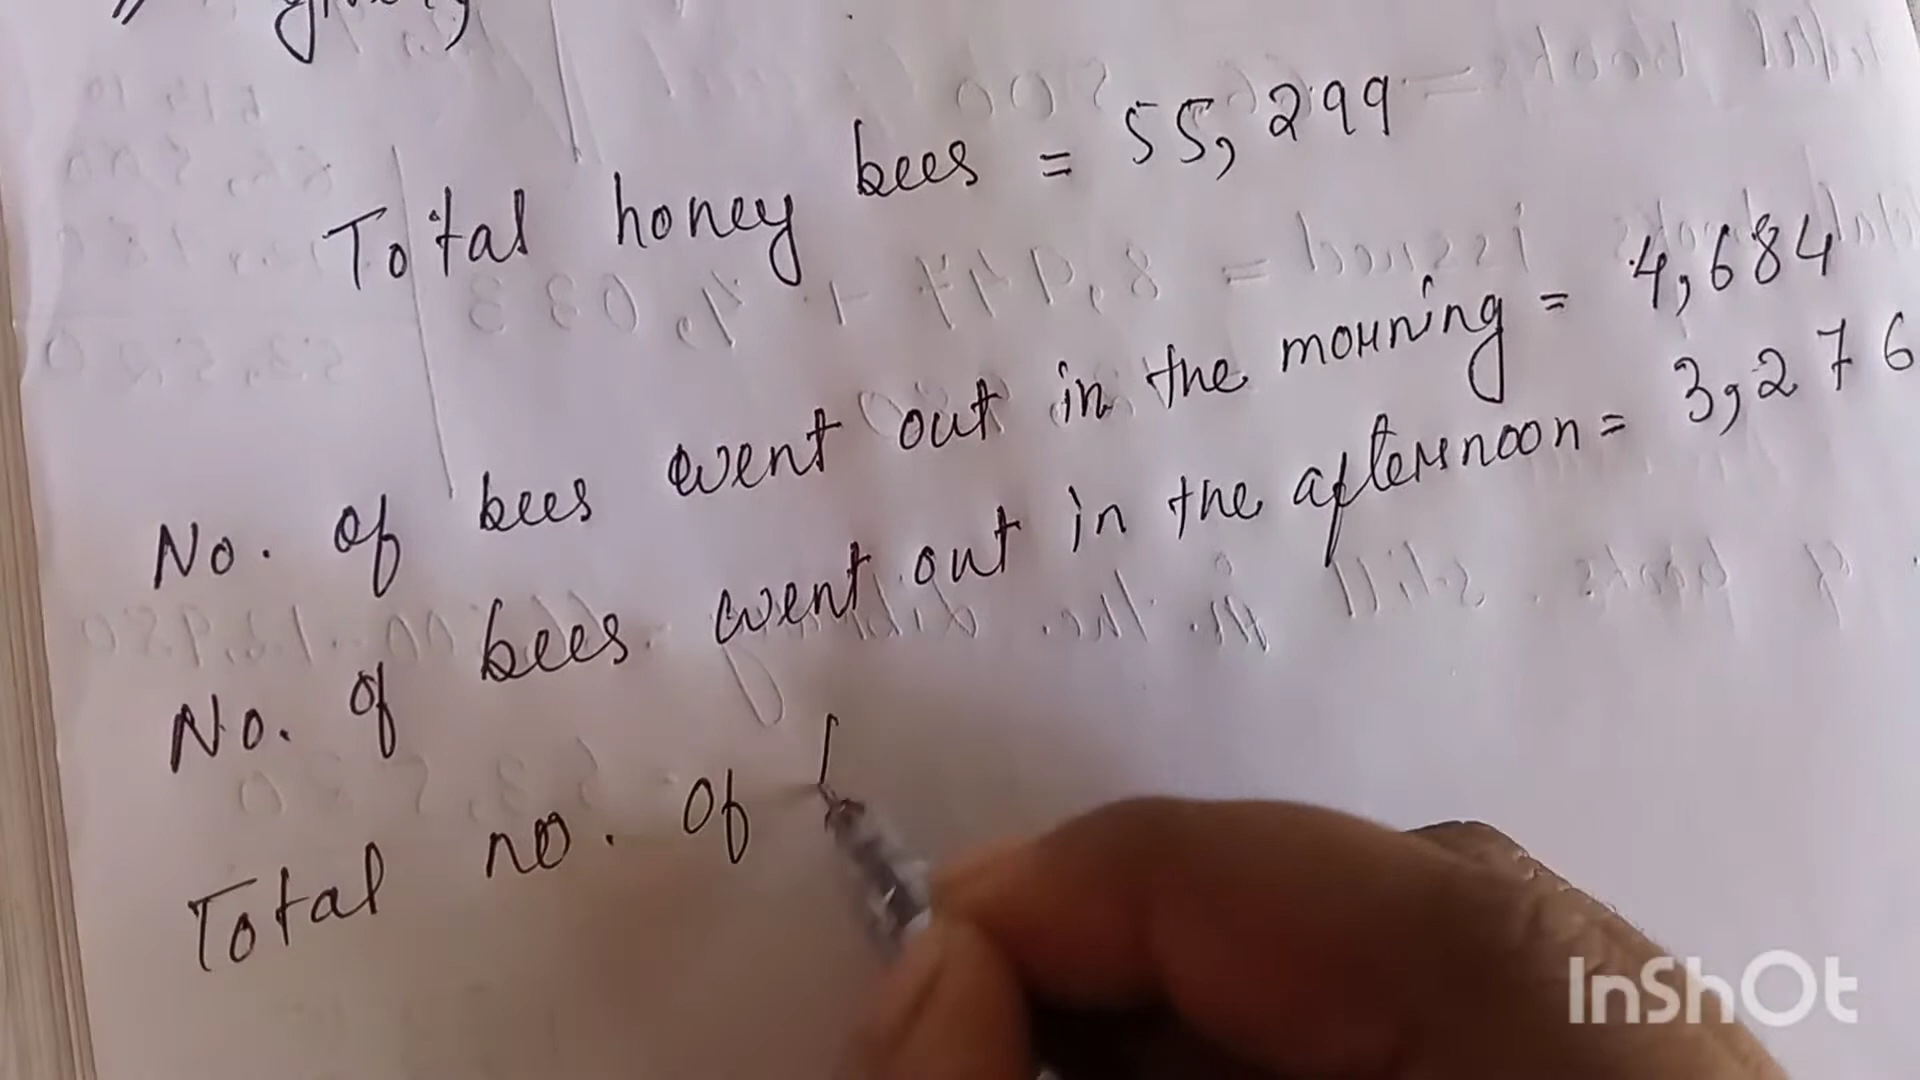 Total honey bees = 55,299
No. of bees went out in the morning = 4,684
No. of bees went out in the afternoon = 3,276
Total no. of
InShOt